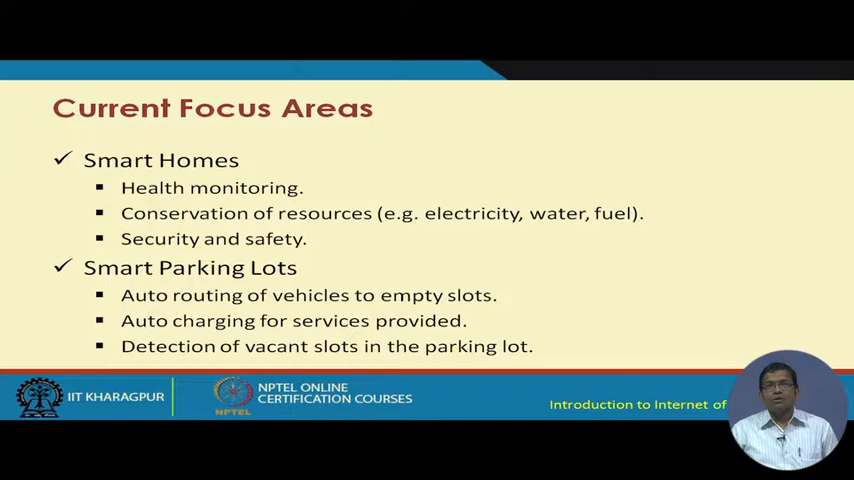 Current Focus Areas
✓ Smart Homes
▪ Health monitoring.
▪ Conservation of resources (e.g. electricity, water, fuel).
▪ Security and safety.
✓ Smart Parking Lots
▪ Auto routing of vehicles to empty slots.
▪ Auto charging for services provided.
▪ Detection of vacant slots in the parking lot.
IIT KHARAGPUR
NPTEL
NPTEL ONLINE
CERTIFICATION COURSES
Introduction to Internet of